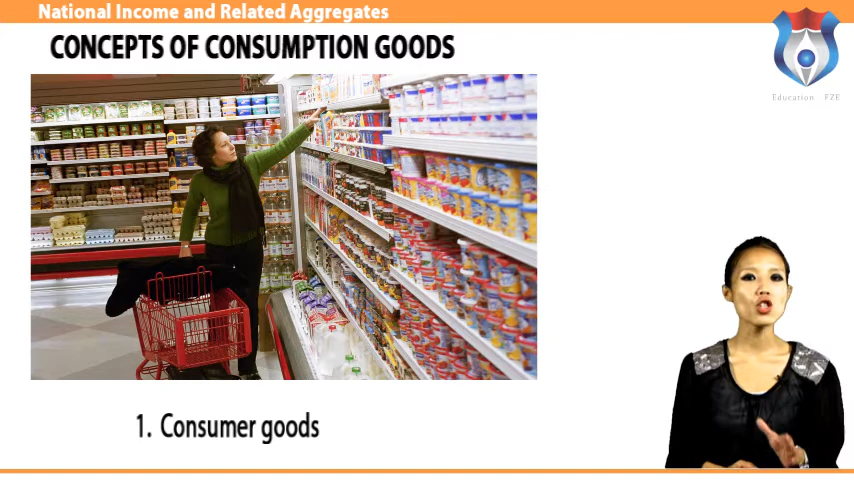 National Income and Related Aggregates
CONCEPTS OF CONSUMPTION GOODS
Education FZE
1. Consumer goods